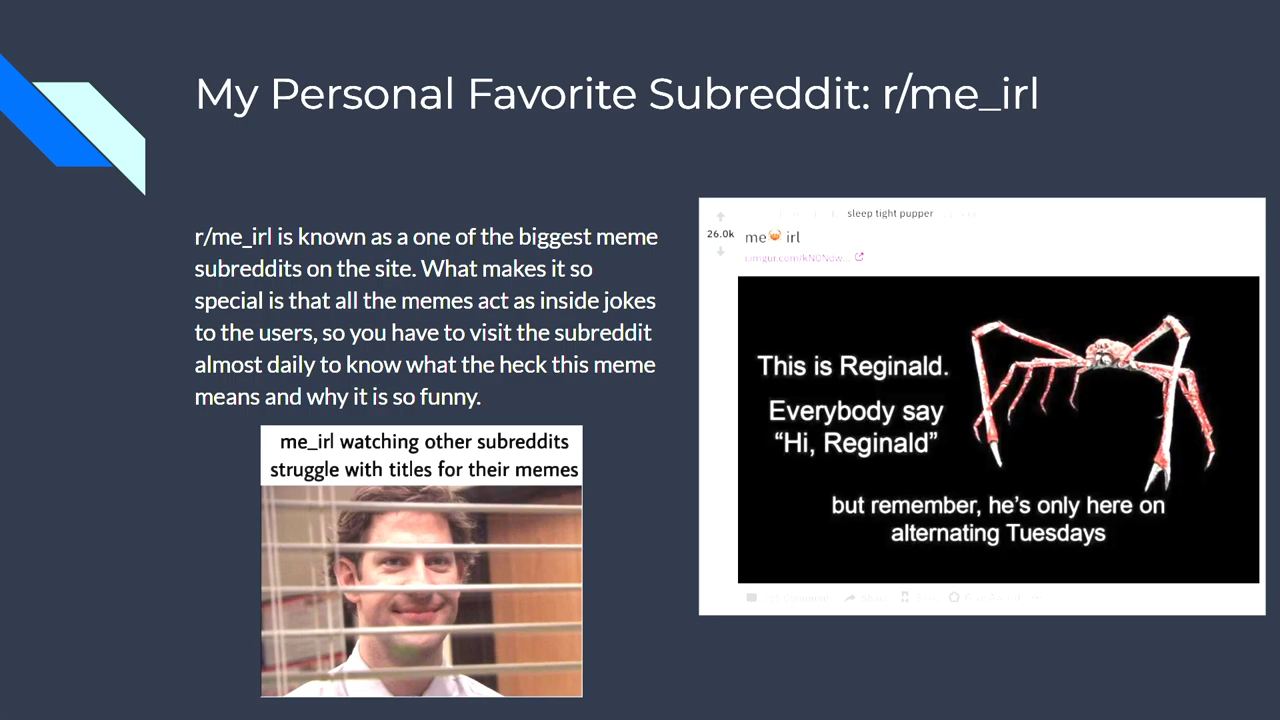 My Personal Favorite Subreddit: r/me_irl
r/me_irl is known as a one of the biggest meme
subreddits on the site. What makes it so
special is that all the memes act as inside jokes
to the users, so you have to visit the subreddit
almost daily to know what the heck this meme
means and why it is so funny.
me_irl watching other subreddits
struggle with titles for their memes
sleep tight pupper
26.0k
me🦀irl
This is Reginald.
Everybody say
“Hi, Reginald”
but remember, he's only here on
alternating Tuesdays
Share